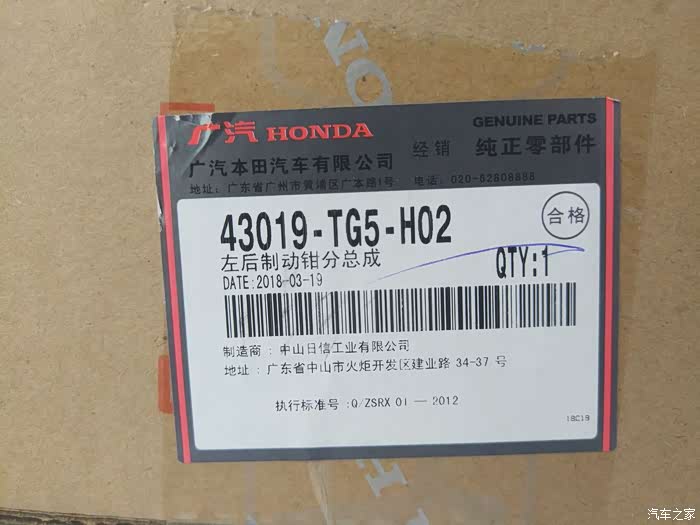 广汽 HONDA
GENUINE PARTS
广汽本田汽车有限公司 经销 纯正零部件
地址：广东省广州市黄埔区广本路1号 电话：020-82808888
43019-TG5-H02
合格
左后制动钳分总成
QTY:1
DATE:2018-03-19
制造商：中山日信工业有限公司
地址：广东省中山市火炬开发区建业路 34-37 号
执行标准号:Q/ZSRX 01 — 2012
18C19
汽车之家